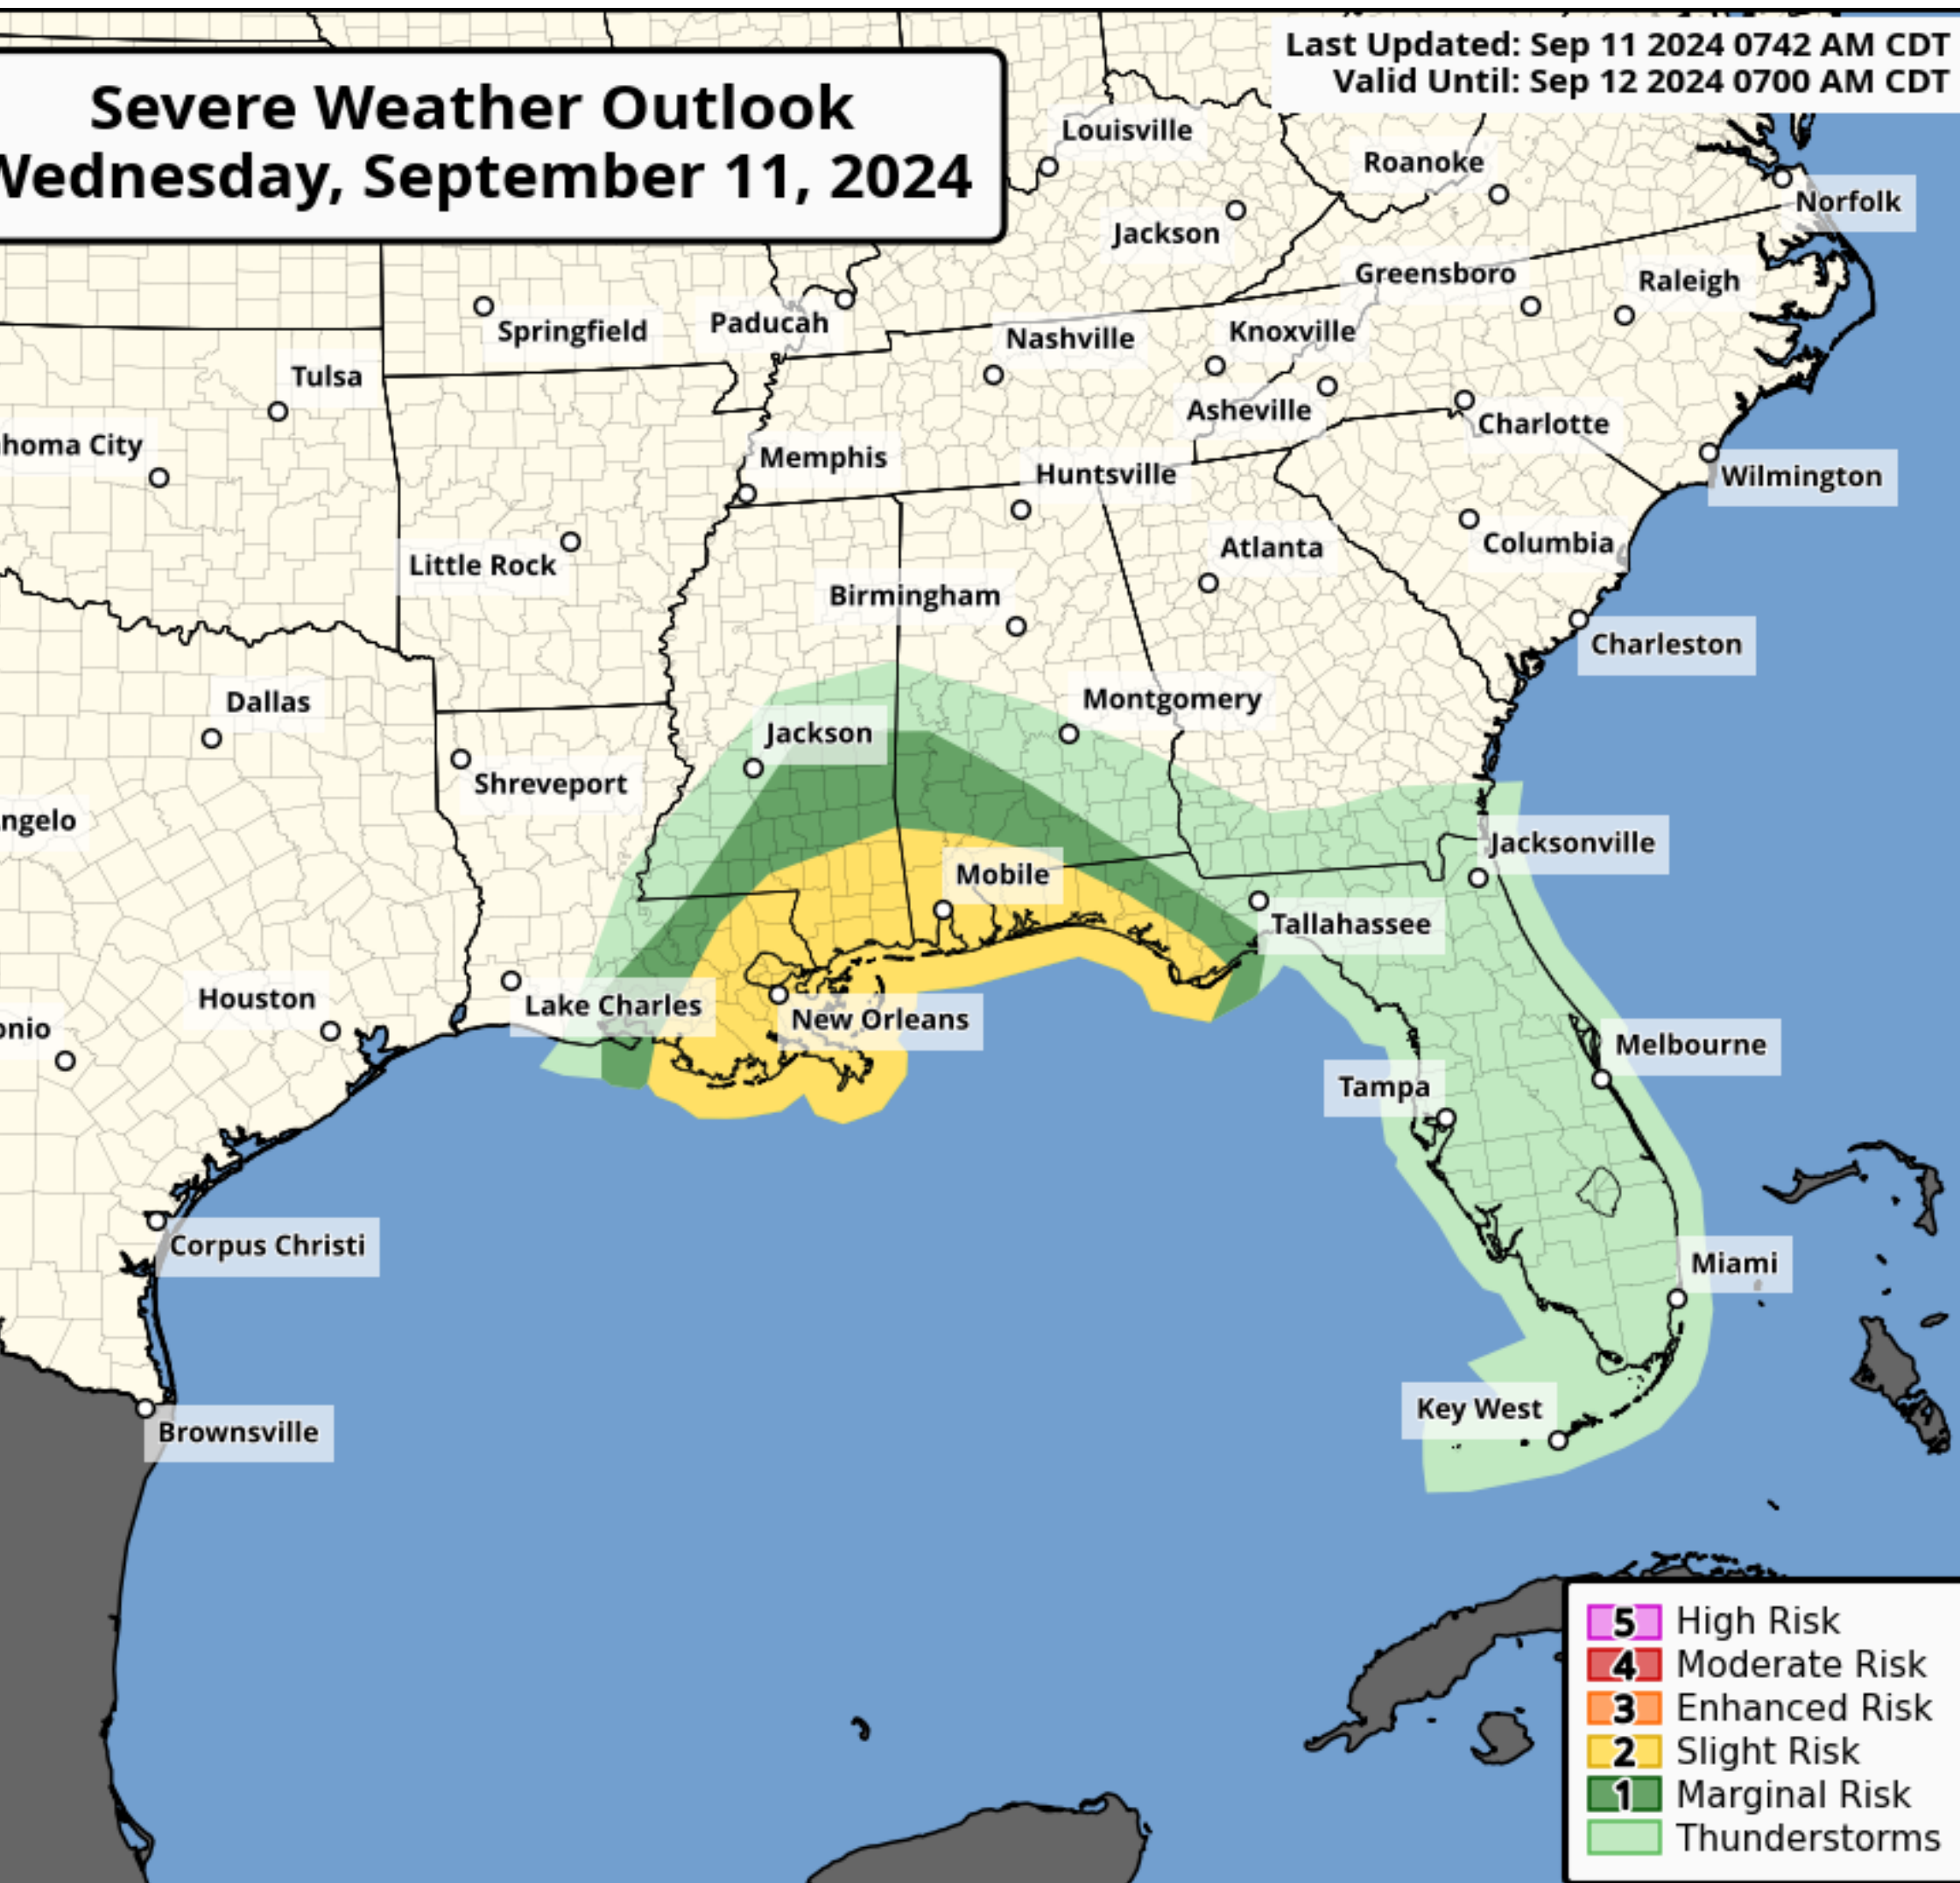 Last Updated: Sep 11 2024 0742 AM CDT
Valid Until: Sep 12 2024 0700 AM CDT
Severe Weather Outlook
Wednesday, September 11, 2024
Louisville
Roanoke
Norfolk
Jackson
Greensboro
Raleigh
Springfield
Paducah
Nashville
Knoxville
Tulsa
Asheville
Charlotte
homa City
Memphis
Huntsville
Wilmington
Little Rock
Atlanta
Columbia
Birmingham
Charleston
Dallas
Montgomery
Jackson
Shreveport
ngelo
Jacksonville
Mobile
Tallahassee
Houston
Lake Charles
New Orleans
onio
Melbourne
Tampa
Corpus Christi
Miami
Key West
Brownsville
5 High Risk
4 Moderate Risk
3 Enhanced Risk
2 Slight Risk
1 Marginal Risk
Thunderstorms